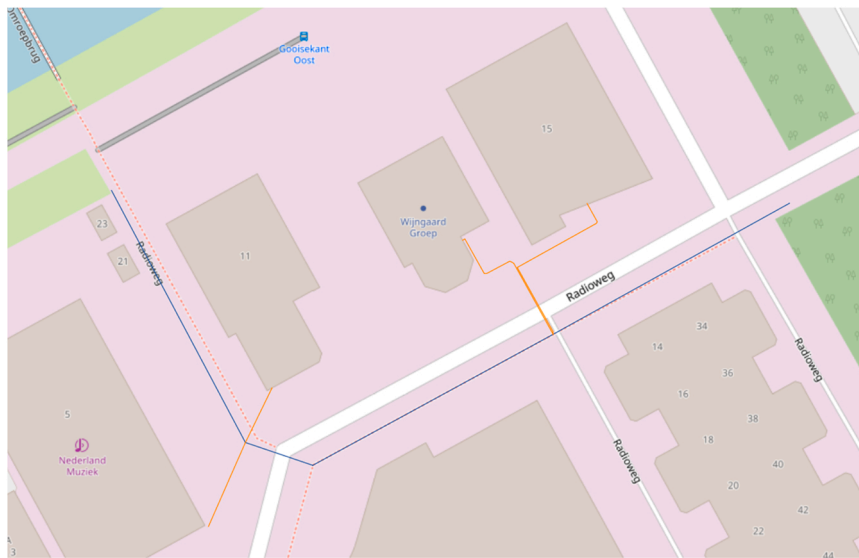 omroepbrug
Gooisekant
Oost
15
Wijngaard
Groep
23
21
Radioweg
11
Radioweg
34
14
36
16
38
18
40
20
42
22
44
Radioweg
Radioweg
5
Nederland
Muziek
3
A